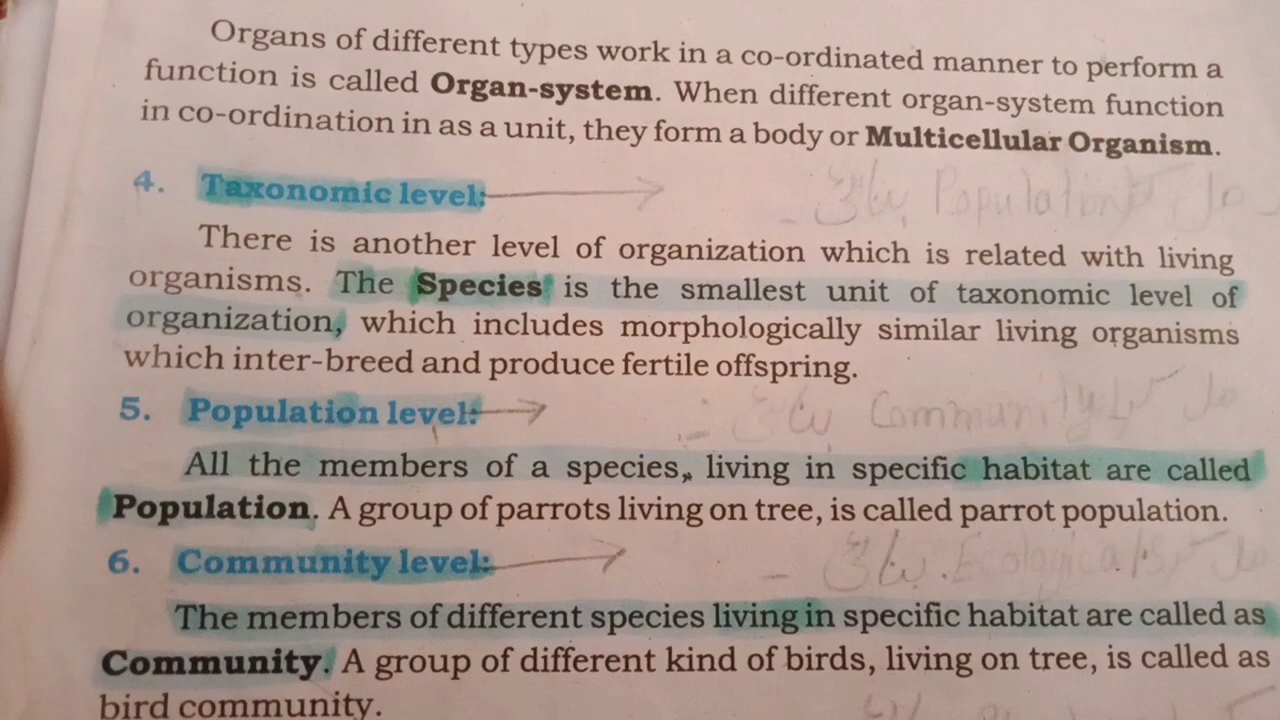 Organs of different types work in a co-ordinated manner to perform a
function is called Organ-system. When different organ-system function
in co-ordination in as a unit, they form a body or Multicellular Organism.
4. Taxonomic level:
Population
There is another level of organization which is related with living
organisms. The Species is the smallest unit of taxonomic level of
organization, which includes morphologically similar living organisms
which inter-breed and produce fertile offspring.
5. Population level:
Community
All the members of a species, living in specific habitat are called
Population. A group of parrots living on tree, is called parrot population.
6. Community level:
Ecological
The members of different species living in specific habitat are called as
Community. A group of different kind of birds, living on tree, is called as
bird community.